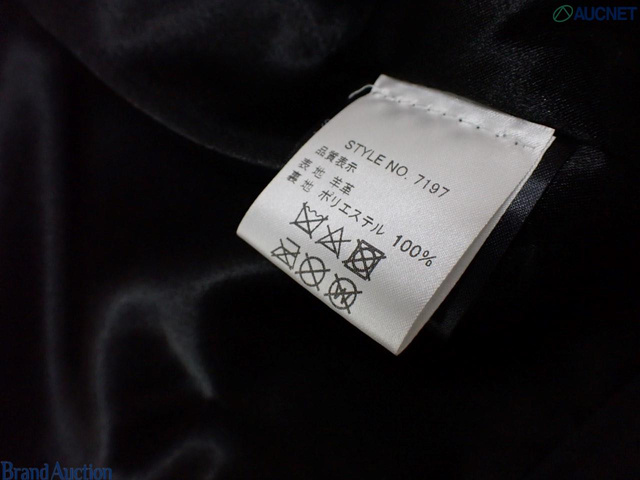 AUCNET
STYLE NO. 7197
品質表示
表地 羊革
裏地 ポリエステル 100%
Brand Auction